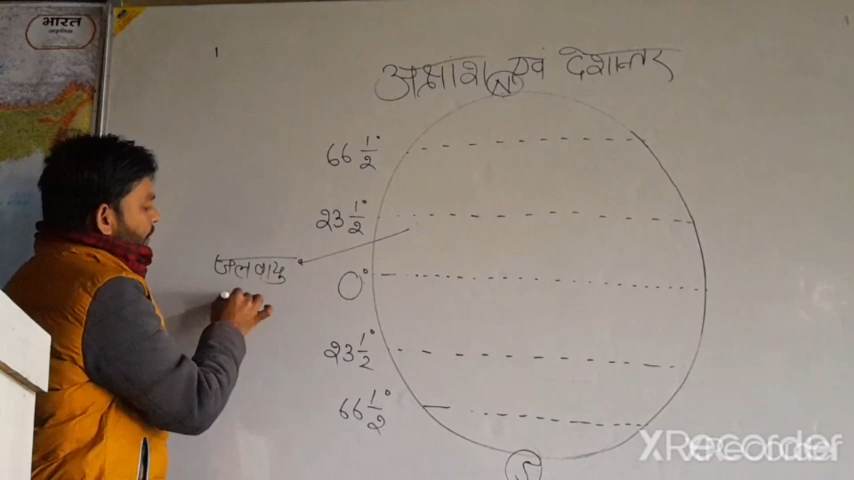 भारत
अक्षांश एवं देशान्तर
N
66 1/2°
23 1/2°
जलवायु
0°
23 1/2°
66 1/2°
S
XRecorder